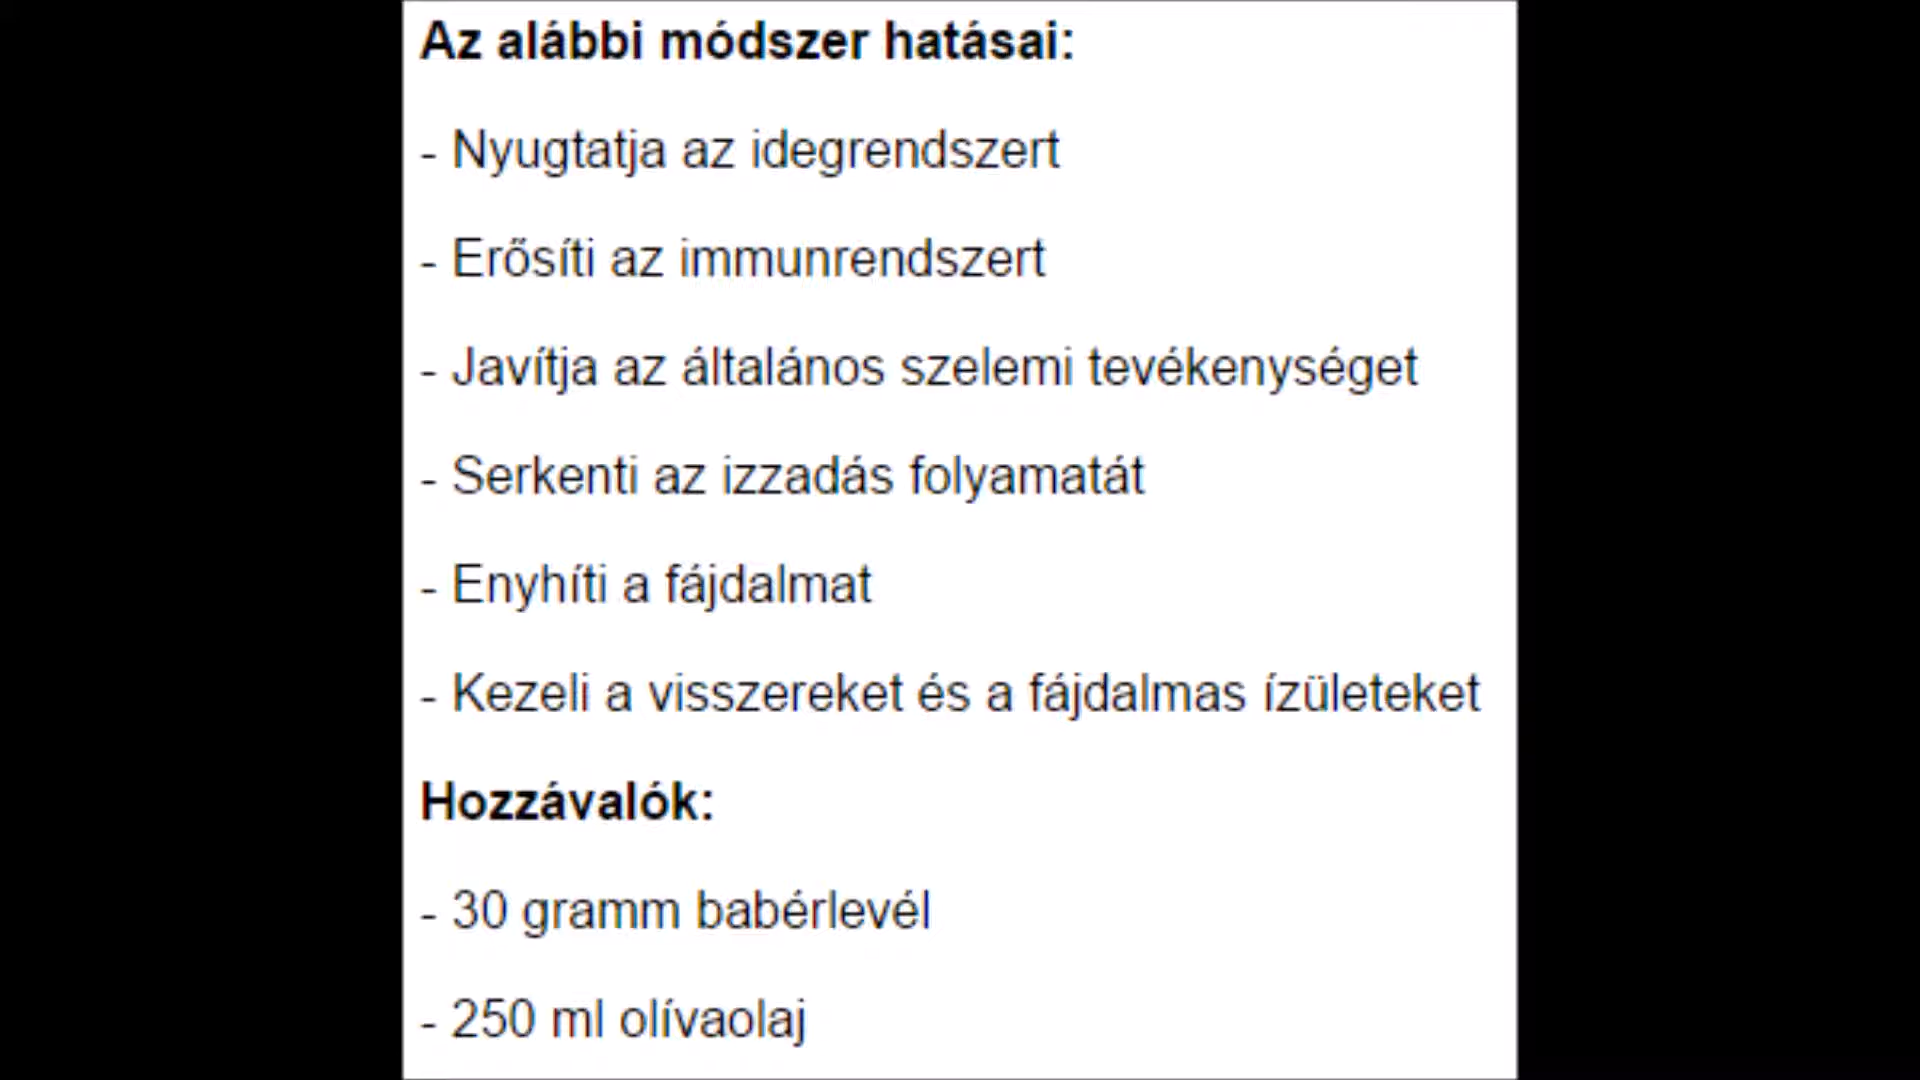 Az alábbi módszer hatásai:
- Nyugtatja az idegrendszert
- Erősíti az immunrendszert
- Javítja az általános szelemi tevékenységet
- Serkenti az izzadás folyamatát
- Enyhíti a fájdalmat
- Kezeli a visszereket és a fájdalmas ízületeket
Hozzávalók:
- 30 gramm babérlevél
- 250 ml olívaolaj